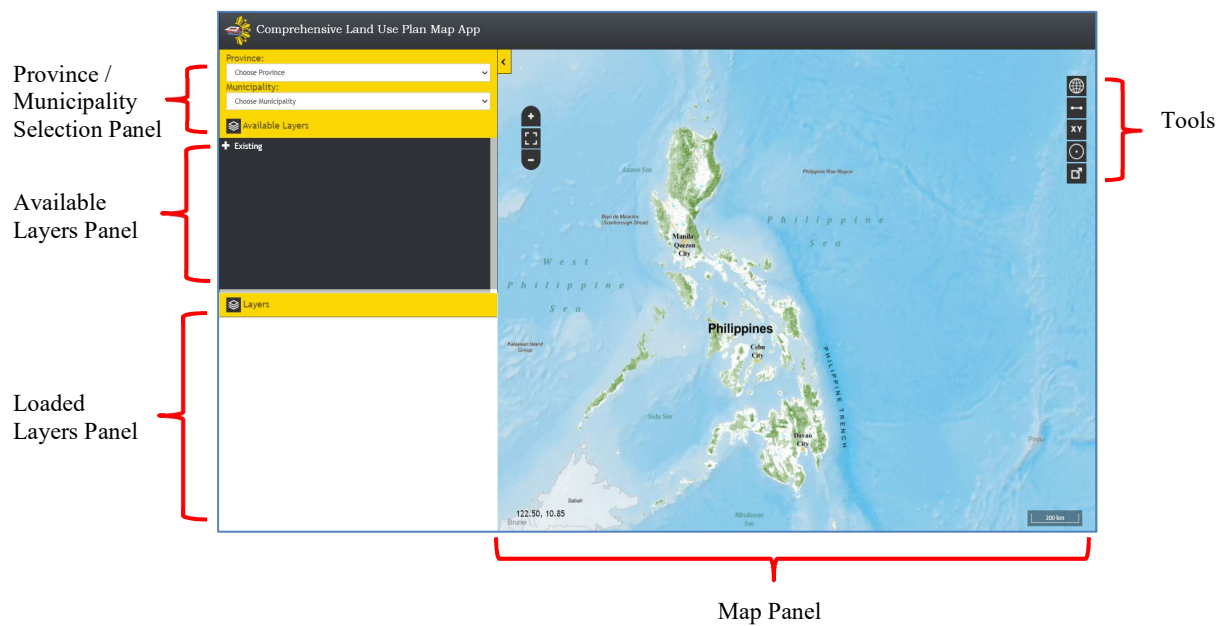 Comprehensive Land Use Plan Map App
Province /
Municipality
Selection Panel
Province:
Choose Province
Municipality:
Choose Municipality
Available Layers
Available
Layers Panel
Existing
Layers
Loaded
Layers Panel
+
−
XY
Tools
Luzon Sea
Philippine Rise Region
Bajo de Masinloc
(Scarborough Shoal)
Philippine
Sea
Manila
Quezon
City
West
Philippine
Sea
Philippines
Kalayaan Island
Group
Cebu
City
PHILIPPINE TRENCH
Sulu Sea
Davao
City
Palau
Sabah
122.50, 10.85
Brunei
Mindanao
Sea
200 km
Map Panel